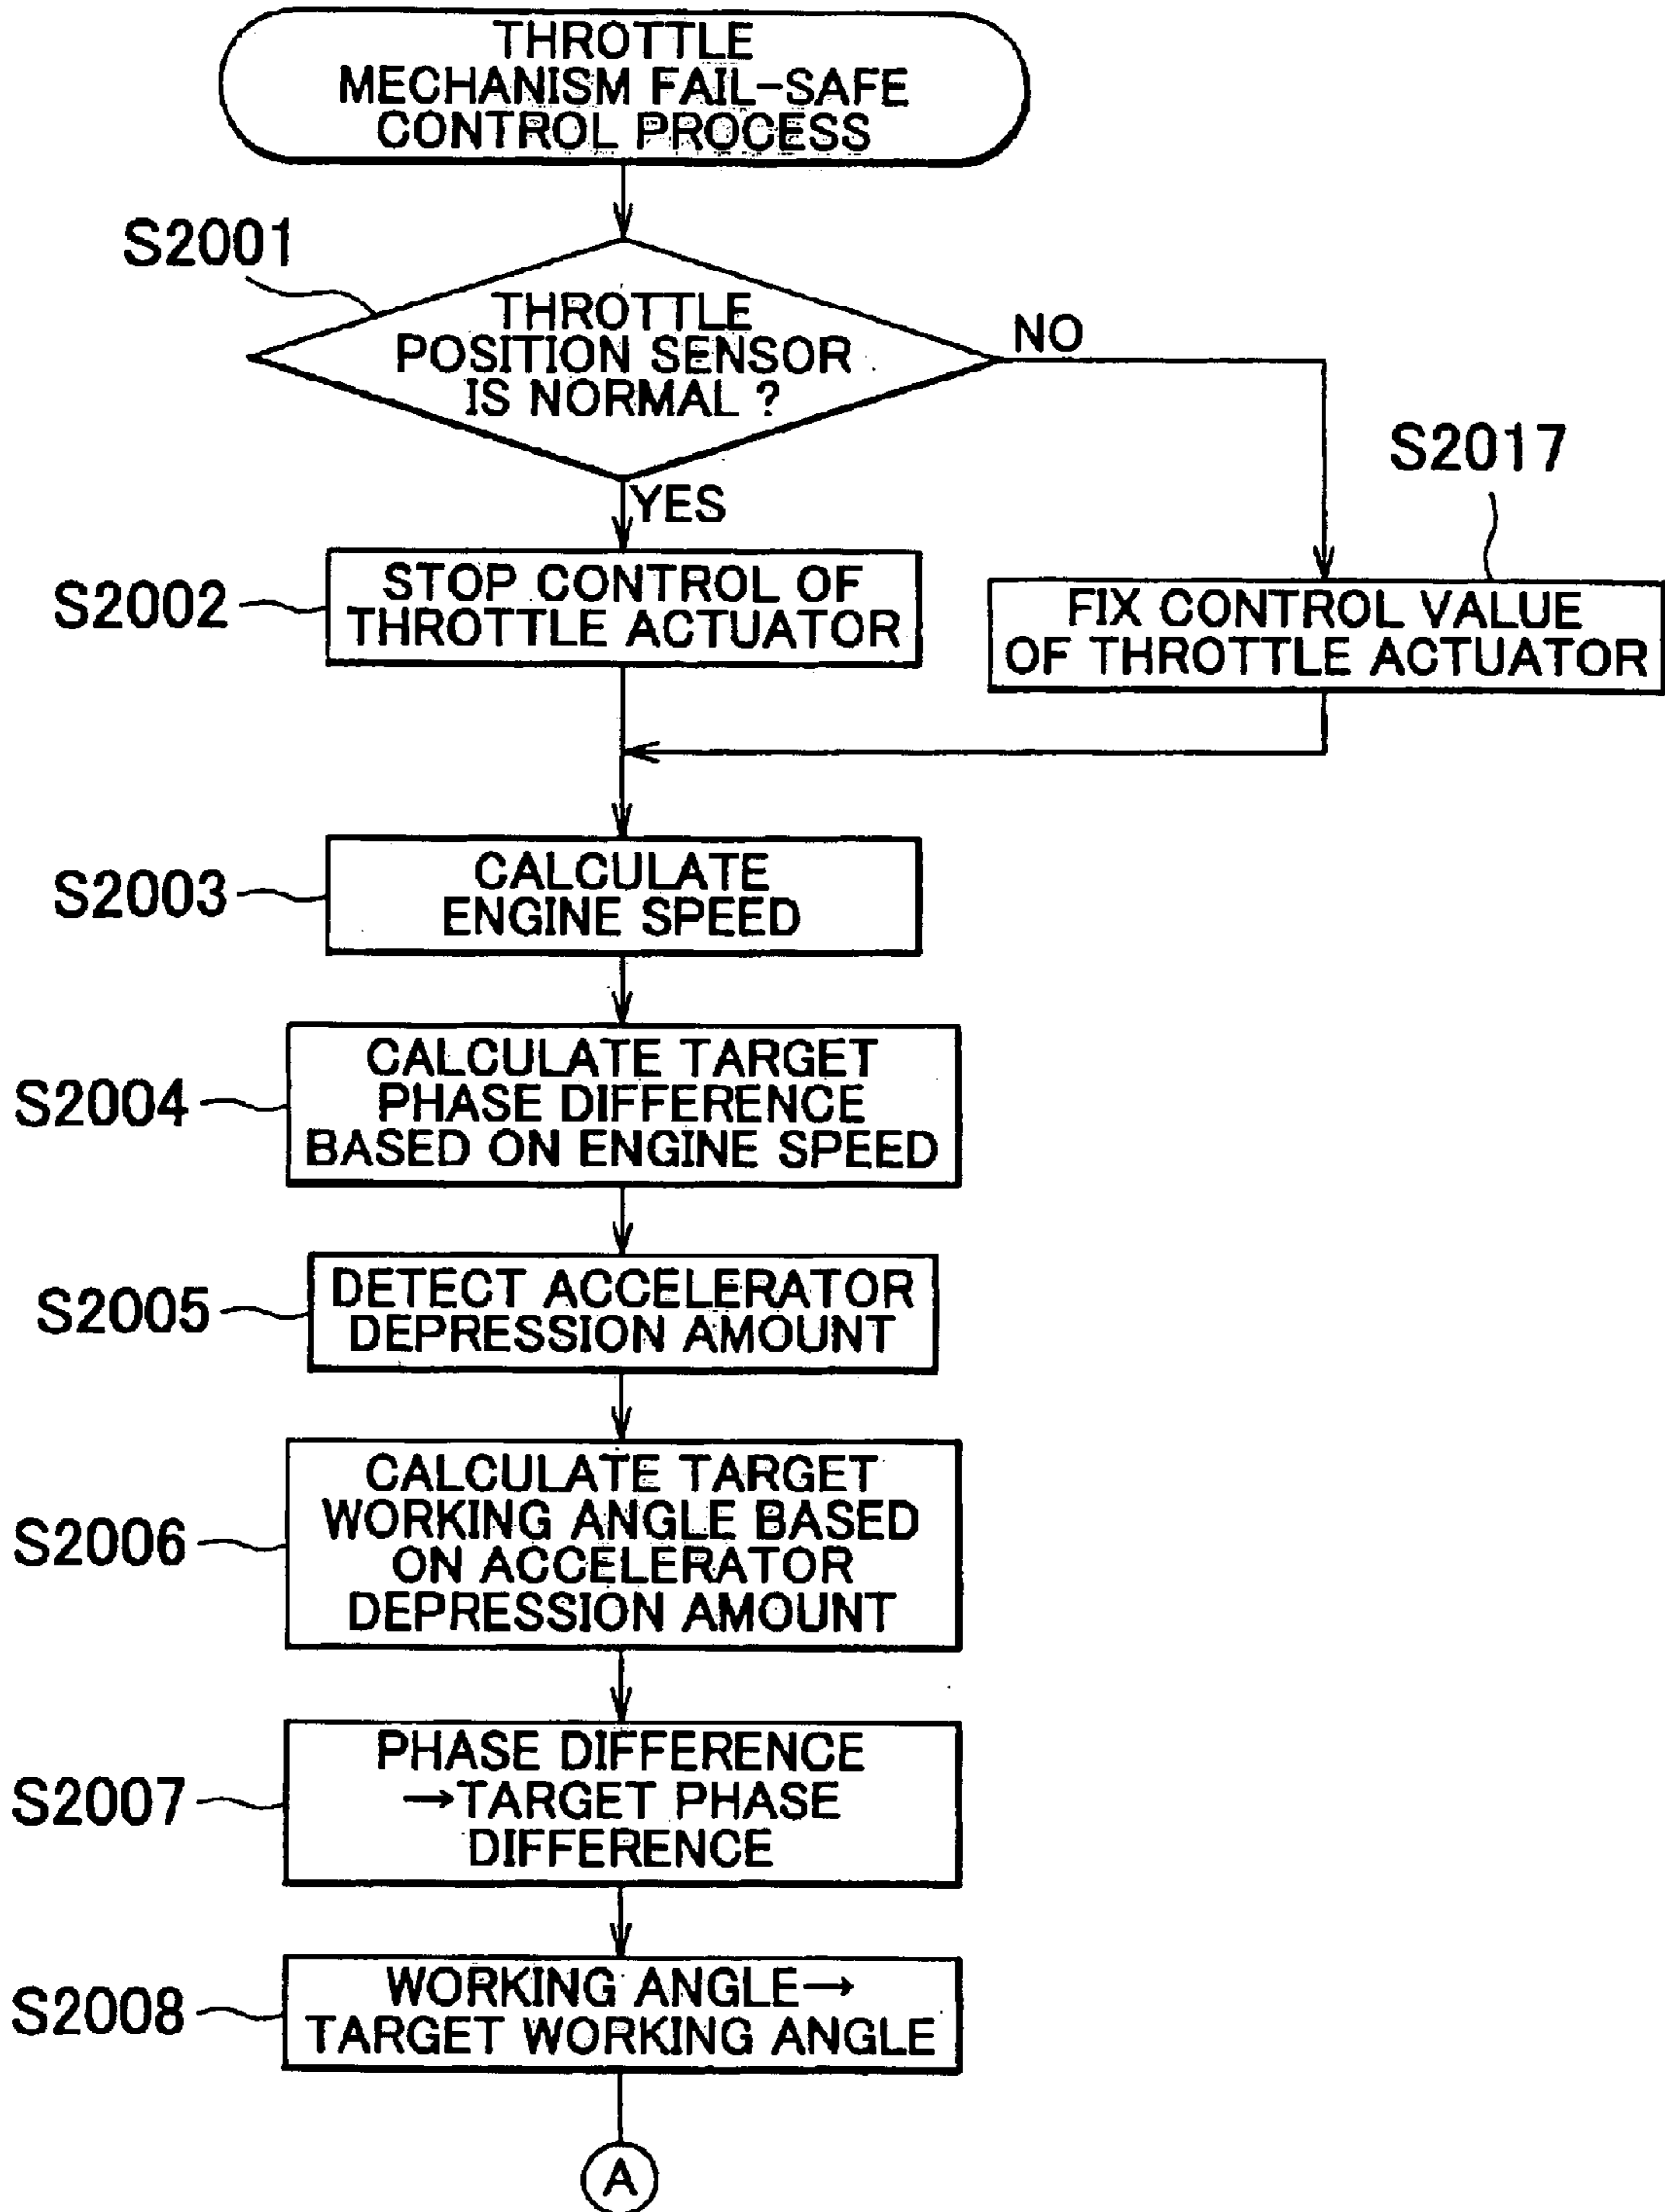 THROTTLE
MECHANISM FAIL-SAFE
CONTROL PROCESS
S2001
THROTTLE
POSITION SENSOR
IS NORMAL ?
NO
YES
S2017
S2002
STOP CONTROL OF
THROTTLE ACTUATOR
FIX CONTROL VALUE
OF THROTTLE ACTUATOR
S2003
CALCULATE
ENGINE SPEED
S2004
CALCULATE TARGET
PHASE DIFFERENCE
BASED ON ENGINE SPEED
S2005
DETECT ACCELERATOR
DEPRESSION AMOUNT
S2006
CALCULATE TARGET
WORKING ANGLE BASED
ON ACCELERATOR
DEPRESSION AMOUNT
S2007
PHASE DIFFERENCE
→TARGET PHASE
DIFFERENCE
S2008
WORKING ANGLE→
TARGET WORKING ANGLE
A